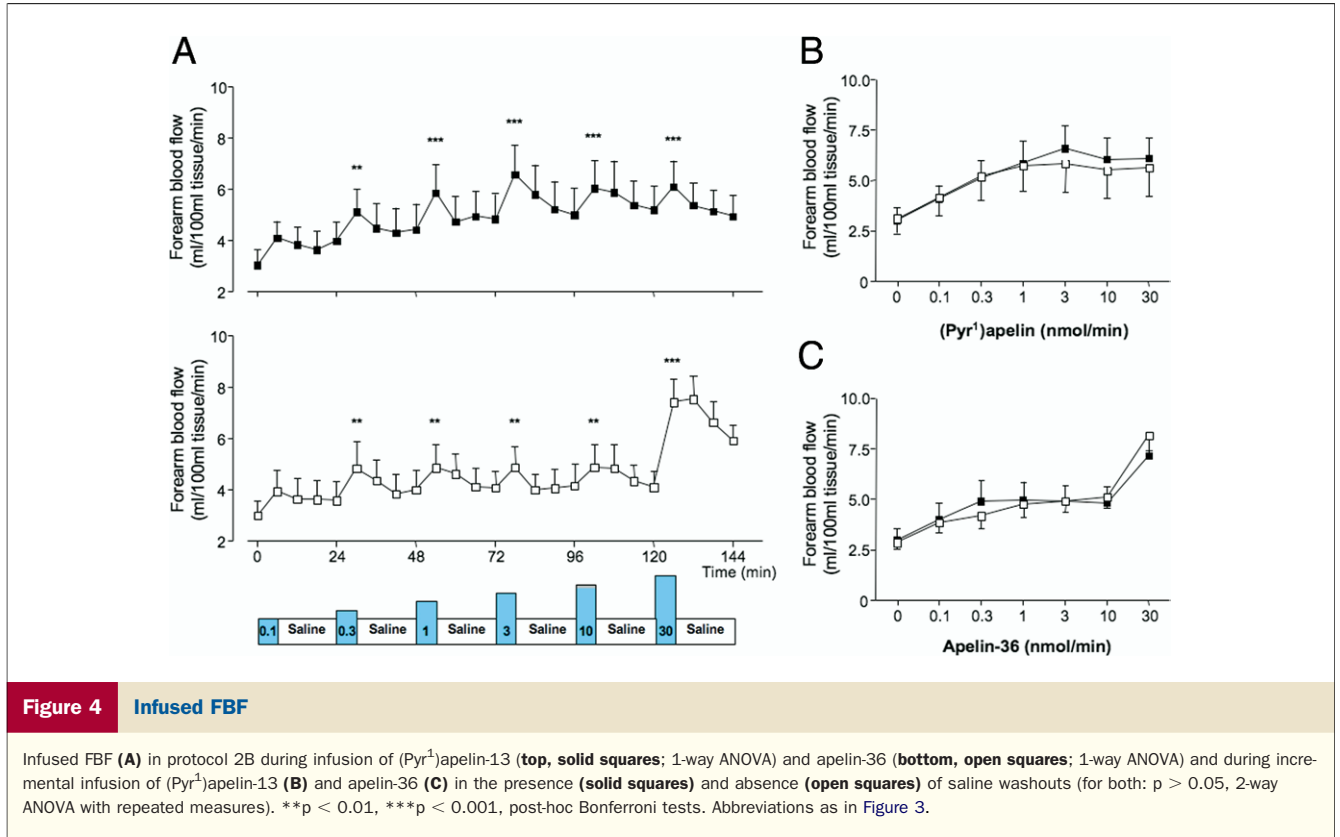 A
Forearm blood flow
(ml/100ml tissue/min)
10
8
6
4
2
**
***
***
***
***
Forearm blood flow
(ml/100ml tissue/min)
10
8
6
4
2
**
**
**
**
***
0 24 48 72 96 120 144
Time (min)
0.1 Saline 0.3 Saline 1 Saline 3 Saline 10 Saline 30 Saline
B
Forearm blood flow
(ml/100ml tissue/min)
10.0
7.5
5.0
2.5
0
0 0.1 0.3 1 3 10 30
(Pyr¹)apelin (nmol/min)
C
Forearm blood flow
(ml/100ml tissue/min)
10.0
7.5
5.0
2.5
0
0 0.1 0.3 1 3 10 30
Apelin-36 (nmol/min)
Figure 4 Infused FBF
Infused FBF (A) in protocol 2B during infusion of (Pyr¹)apelin-13 (top, solid squares; 1-way ANOVA) and apelin-36 (bottom, open squares; 1-way ANOVA) and during incre-
mental infusion of (Pyr¹)apelin-13 (B) and apelin-36 (C) in the presence (solid squares) and absence (open squares) of saline washouts (for both: p > 0.05, 2-way
ANOVA with repeated measures). **p < 0.01, ***p < 0.001, post-hoc Bonferroni tests. Abbreviations as in Figure 3.